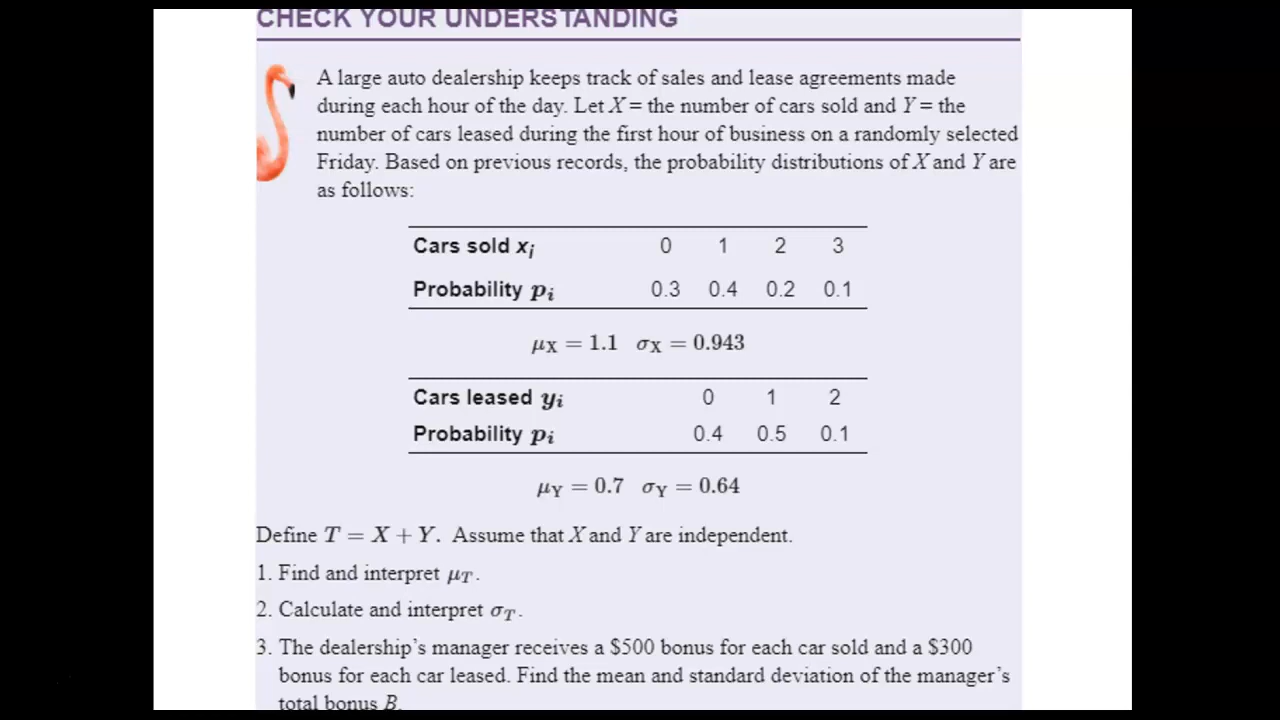 CHECK YOUR UNDERSTANDING
A large auto dealership keeps track of sales and lease agreements made
during each hour of the day. Let X = the number of cars sold and Y = the
number of cars leased during the first hour of business on a randomly selected
Friday. Based on previous records, the probability distributions of X and Y are
as follows:
Cars sold xᵢ 0 1 2 3
Probability pᵢ 0.3 0.4 0.2 0.1
μX = 1.1 σX = 0.943
Cars leased yᵢ 0 1 2
Probability pᵢ 0.4 0.5 0.1
μY = 0.7 σY = 0.64
Define T = X + Y. Assume that X and Y are independent.
1. Find and interpret μT.
2. Calculate and interpret σT.
3. The dealership's manager receives a $500 bonus for each car sold and a $300
bonus for each car leased. Find the mean and standard deviation of the manager's
total bonus B.